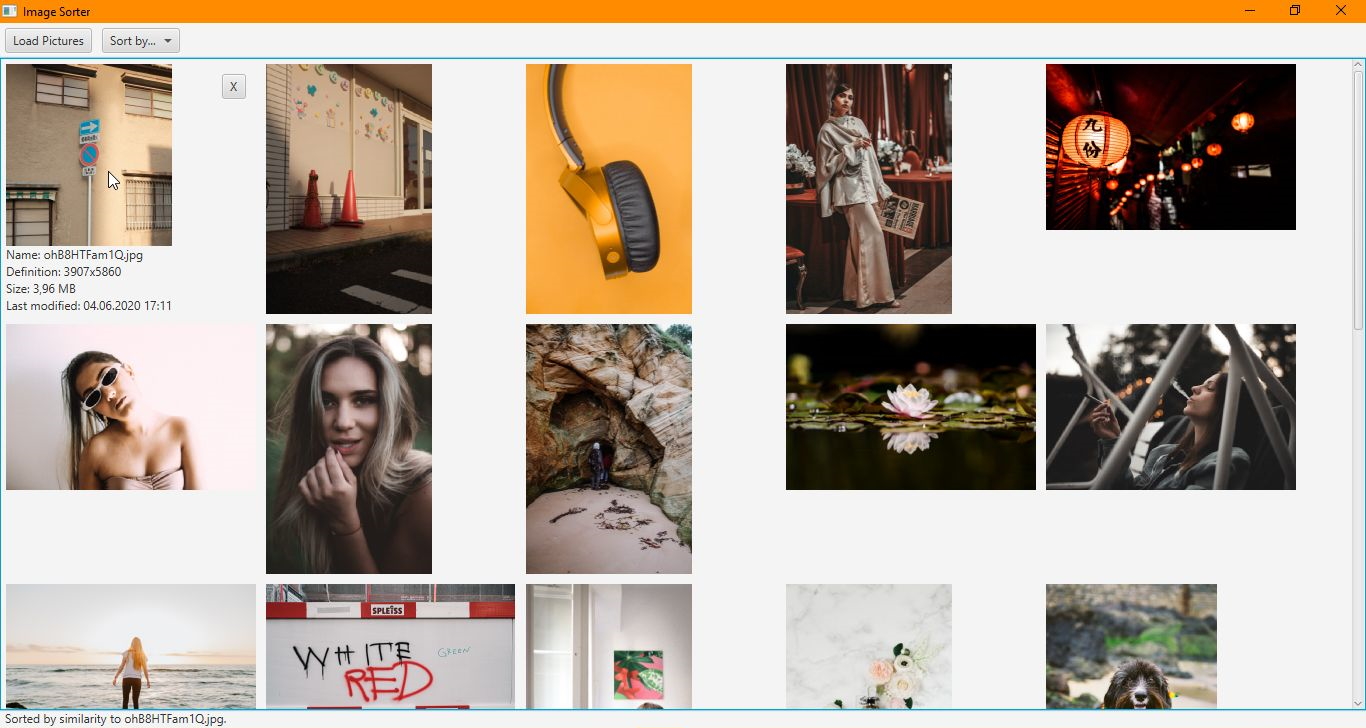 Image Sorter
Load Pictures
Sort by...
X
九
份
Name: ohB8HTFam1Q.jpg
Definition: 3907x5860
Size: 3,96 MB
Last modified: 04.06.2020 17:11
SPLEISS
WHITE
GREEN
RED
Sorted by similarity to ohB8HTFam1Q.jpg.